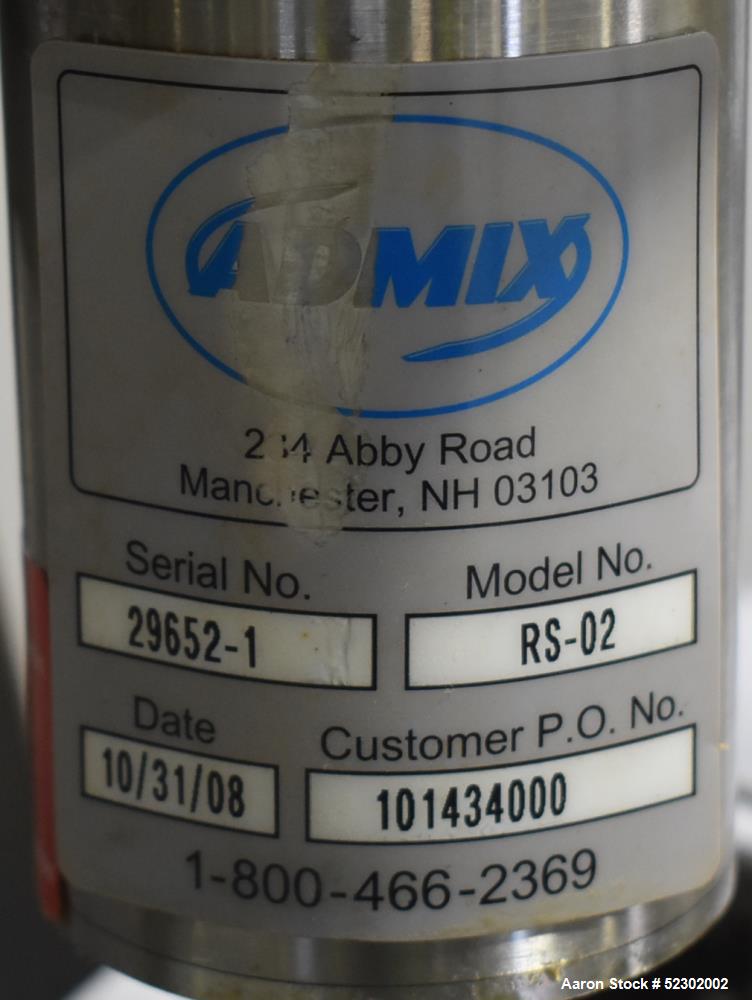 ADMIX
Abby Road
Manchester, NH 03103
Serial No. Model No.
29652-1 RS-02
Date Customer P.O. No.
10/31/08 101434000
1-800-466-2369
Aaron Stock # 52302002